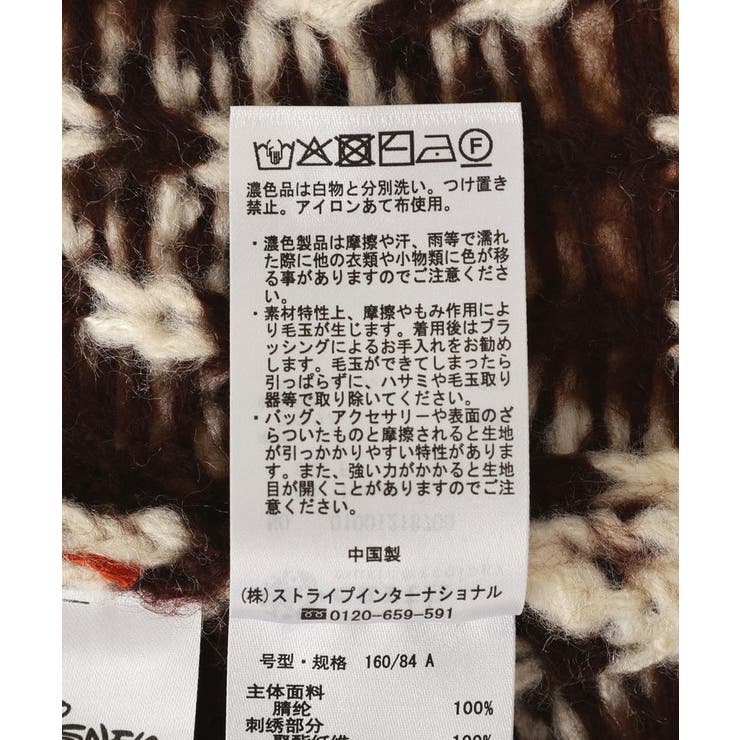 F
濃色品は白物と分別洗い。つけ置き
禁止。アイロンあて布使用。
・濃色製品は摩擦や汗、雨等で濡れ
た際に他の衣類や小物類に色が移
る事がありますのでご注意くださ
い。
・素材特性上、摩擦やもみ作用によ
り毛玉が生じます。着用後はブラ
ッシングによるお手入れをお勧め
します。毛玉ができてしまったら
引っぱらずに、ハサミや毛玉取り
器等で取り除いてください。
・バッグ、アクセサリーや表面のざ
らついたものと摩擦されると生地
が引っかかりやすい特性がありま
す。また、強い力がかかると生地
目が開くことがありますのでご注
意ください。
中国製
(株)ストライプインターナショナル
0120-659-591
号型・规格 160/84 A
主体面料
腈纶 100%
刺绣部分
聚酯纤维 100%